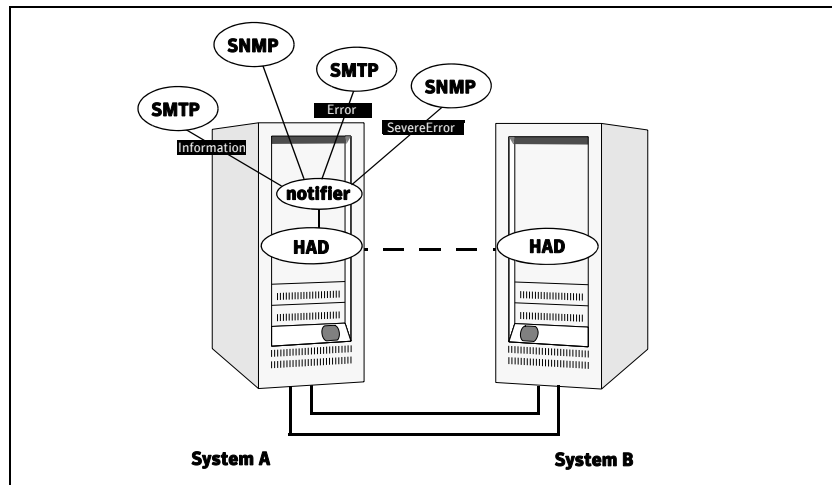 SNMP
SMTP
SNMP
SMTP
Error
SevereError
Information
notifier
HAD
HAD
System A
System B